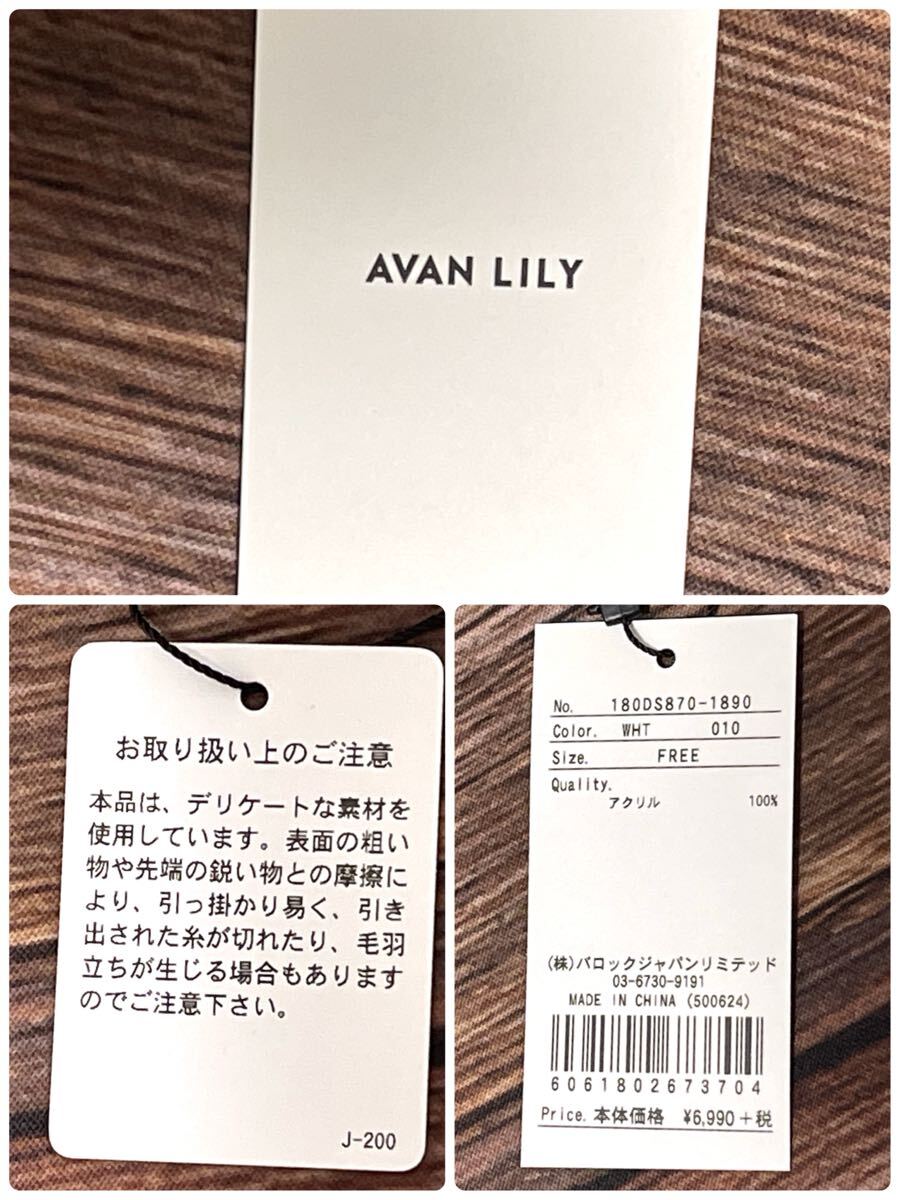 AVAN LILY
お取り扱い上のご注意
本品は、デリケートな素材を
使用しています。表面の粗い
物や先端の鋭い物との摩擦に
より、引っ掛かり易く、引き
出された糸が切れたり、毛羽
立ちが生じる場合もあります
のでご注意下さい。
J-200
No. 180DS870-1890
Color. WHT 010
Size. FREE
Quality.
アクリル 100%
(株)バロックジャパンリミテッド
03-6730-9191
MADE IN CHINA (500624)
6061802673704
Price. 本体価格 ¥6,990+税